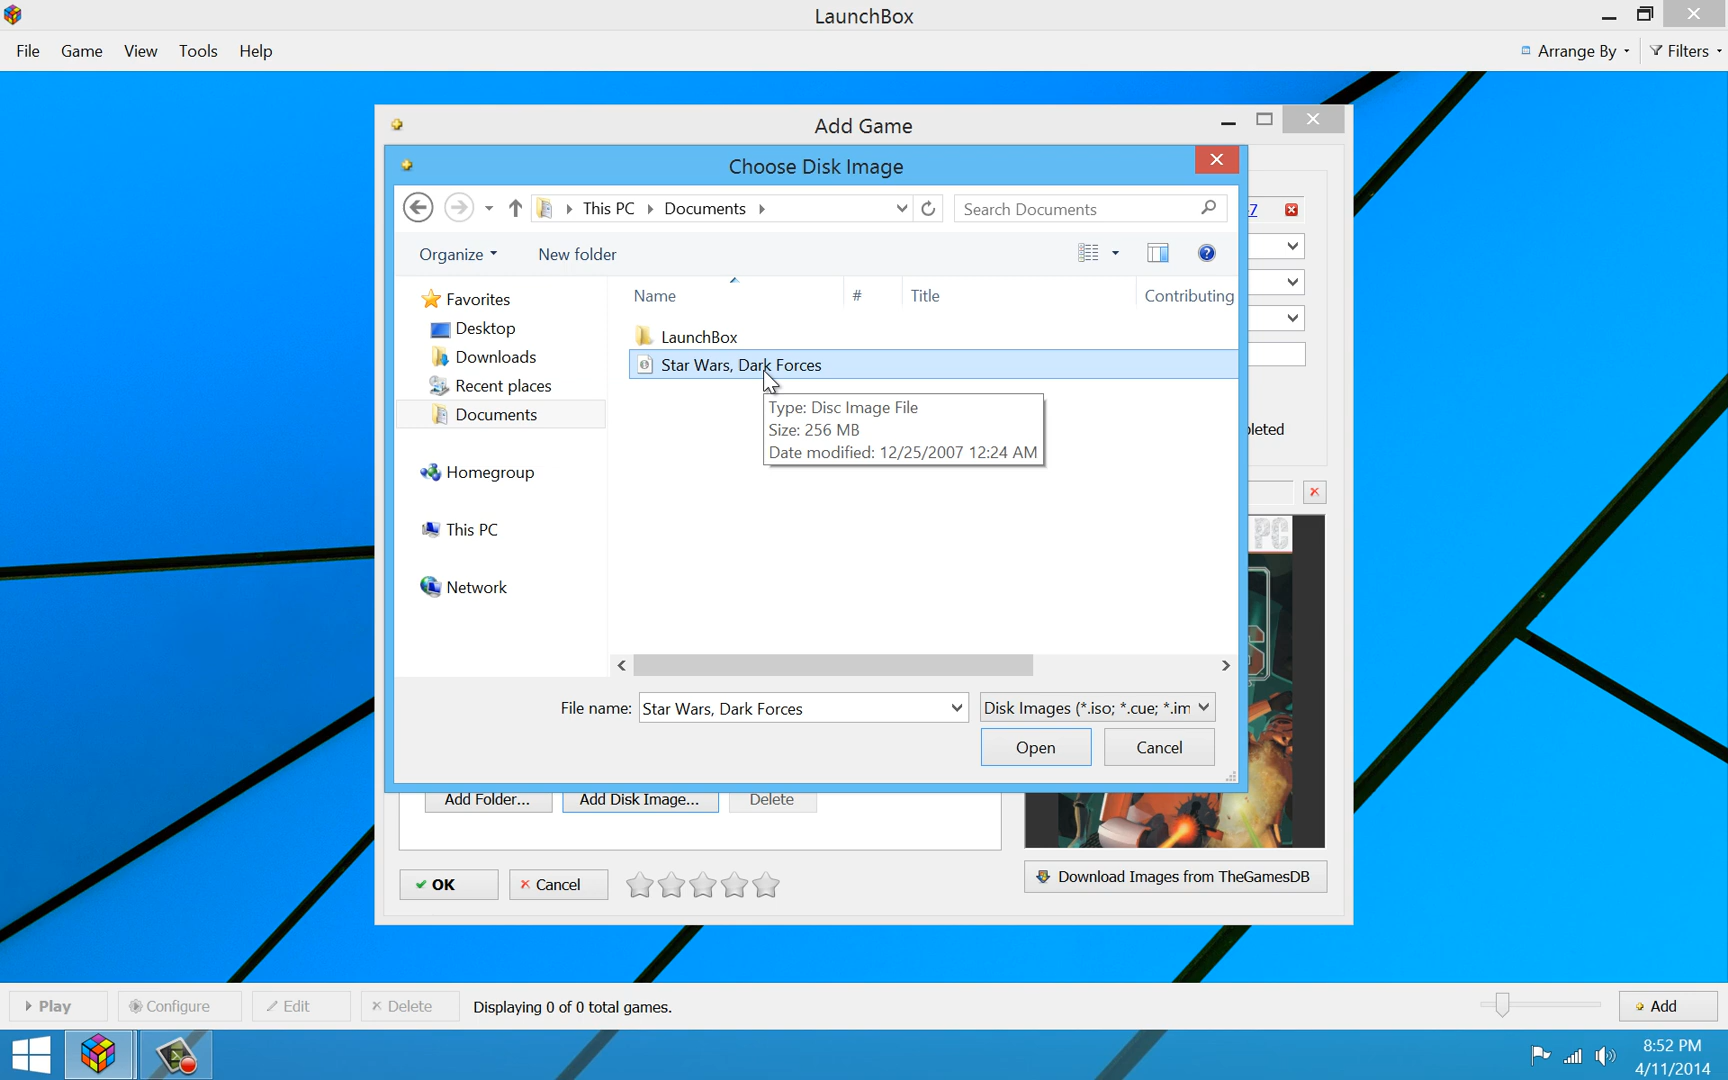 LaunchBox
File Game View Tools Help Arrange By Filters
Add Game
Choose Disk Image
This PC Documents Search Documents
Organize New folder
Name # Title Contributing
Favorites
Desktop
Downloads
Recent places
Documents
Homegroup
This PC
Network
LaunchBox
Star Wars, Dark Forces
Type: Disc Image File
Size: 256 MB
Date modified: 12/25/2007 12:24 AM
7
pleted
PC
File name: Star Wars, Dark Forces Disk Images (*.iso; *.cue; *.im
Open Cancel
Add Folder... Add Disk Image... Delete
OK Cancel
Download Images from TheGamesDB
Play Configure Edit Delete Displaying 0 of 0 total games. Add
8:52 PM
4/11/2014